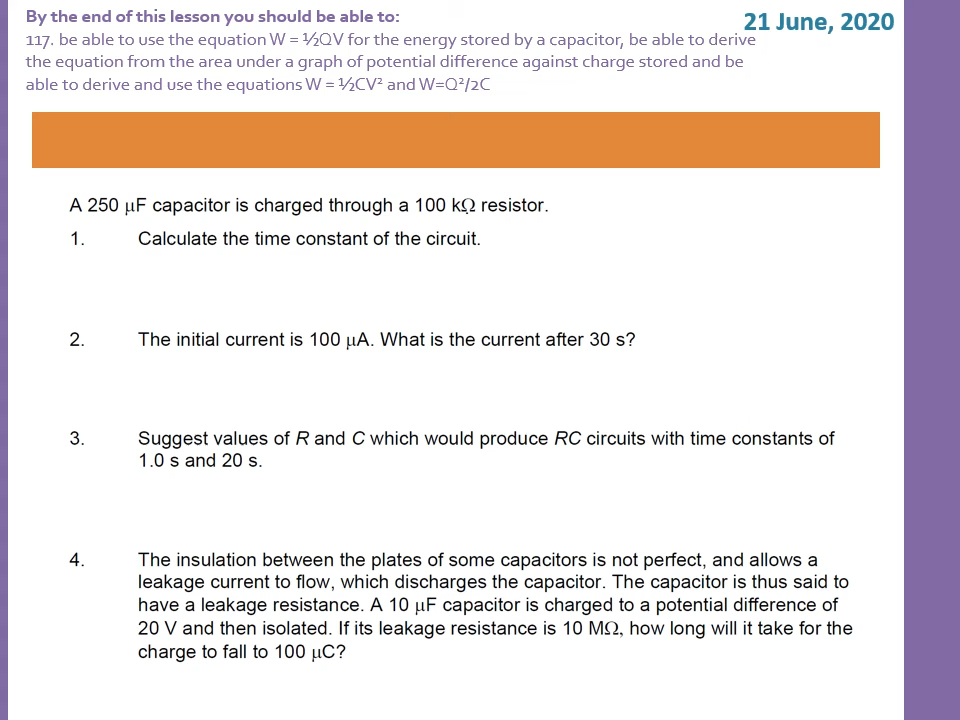 By the end of this lesson you should be able to:
21 June, 2020
117. be able to use the equation W = ½QV for the energy stored by a capacitor, be able to derive
the equation from the area under a graph of potential difference against charge stored and be
able to derive and use the equations W = ½CV² and W=Q²/2C
A 250 μF capacitor is charged through a 100 kΩ resistor.
1. Calculate the time constant of the circuit.
2. The initial current is 100 μA. What is the current after 30 s?
3. Suggest values of R and C which would produce RC circuits with time constants of
1.0 s and 20 s.
4. The insulation between the plates of some capacitors is not perfect, and allows a
leakage current to flow, which discharges the capacitor. The capacitor is thus said to
have a leakage resistance. A 10 μF capacitor is charged to a potential difference of
20 V and then isolated. If its leakage resistance is 10 MΩ, how long will it take for the
charge to fall to 100 μC?